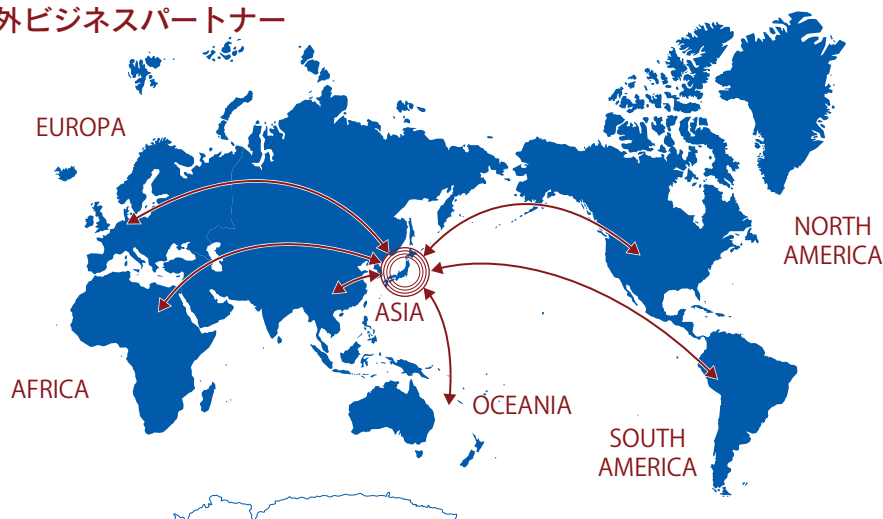 外ビジネスパートナー
EUROPA
NORTH
AMERICA
ASIA
AFRICA
OCEANIA
SOUTH
AMERICA